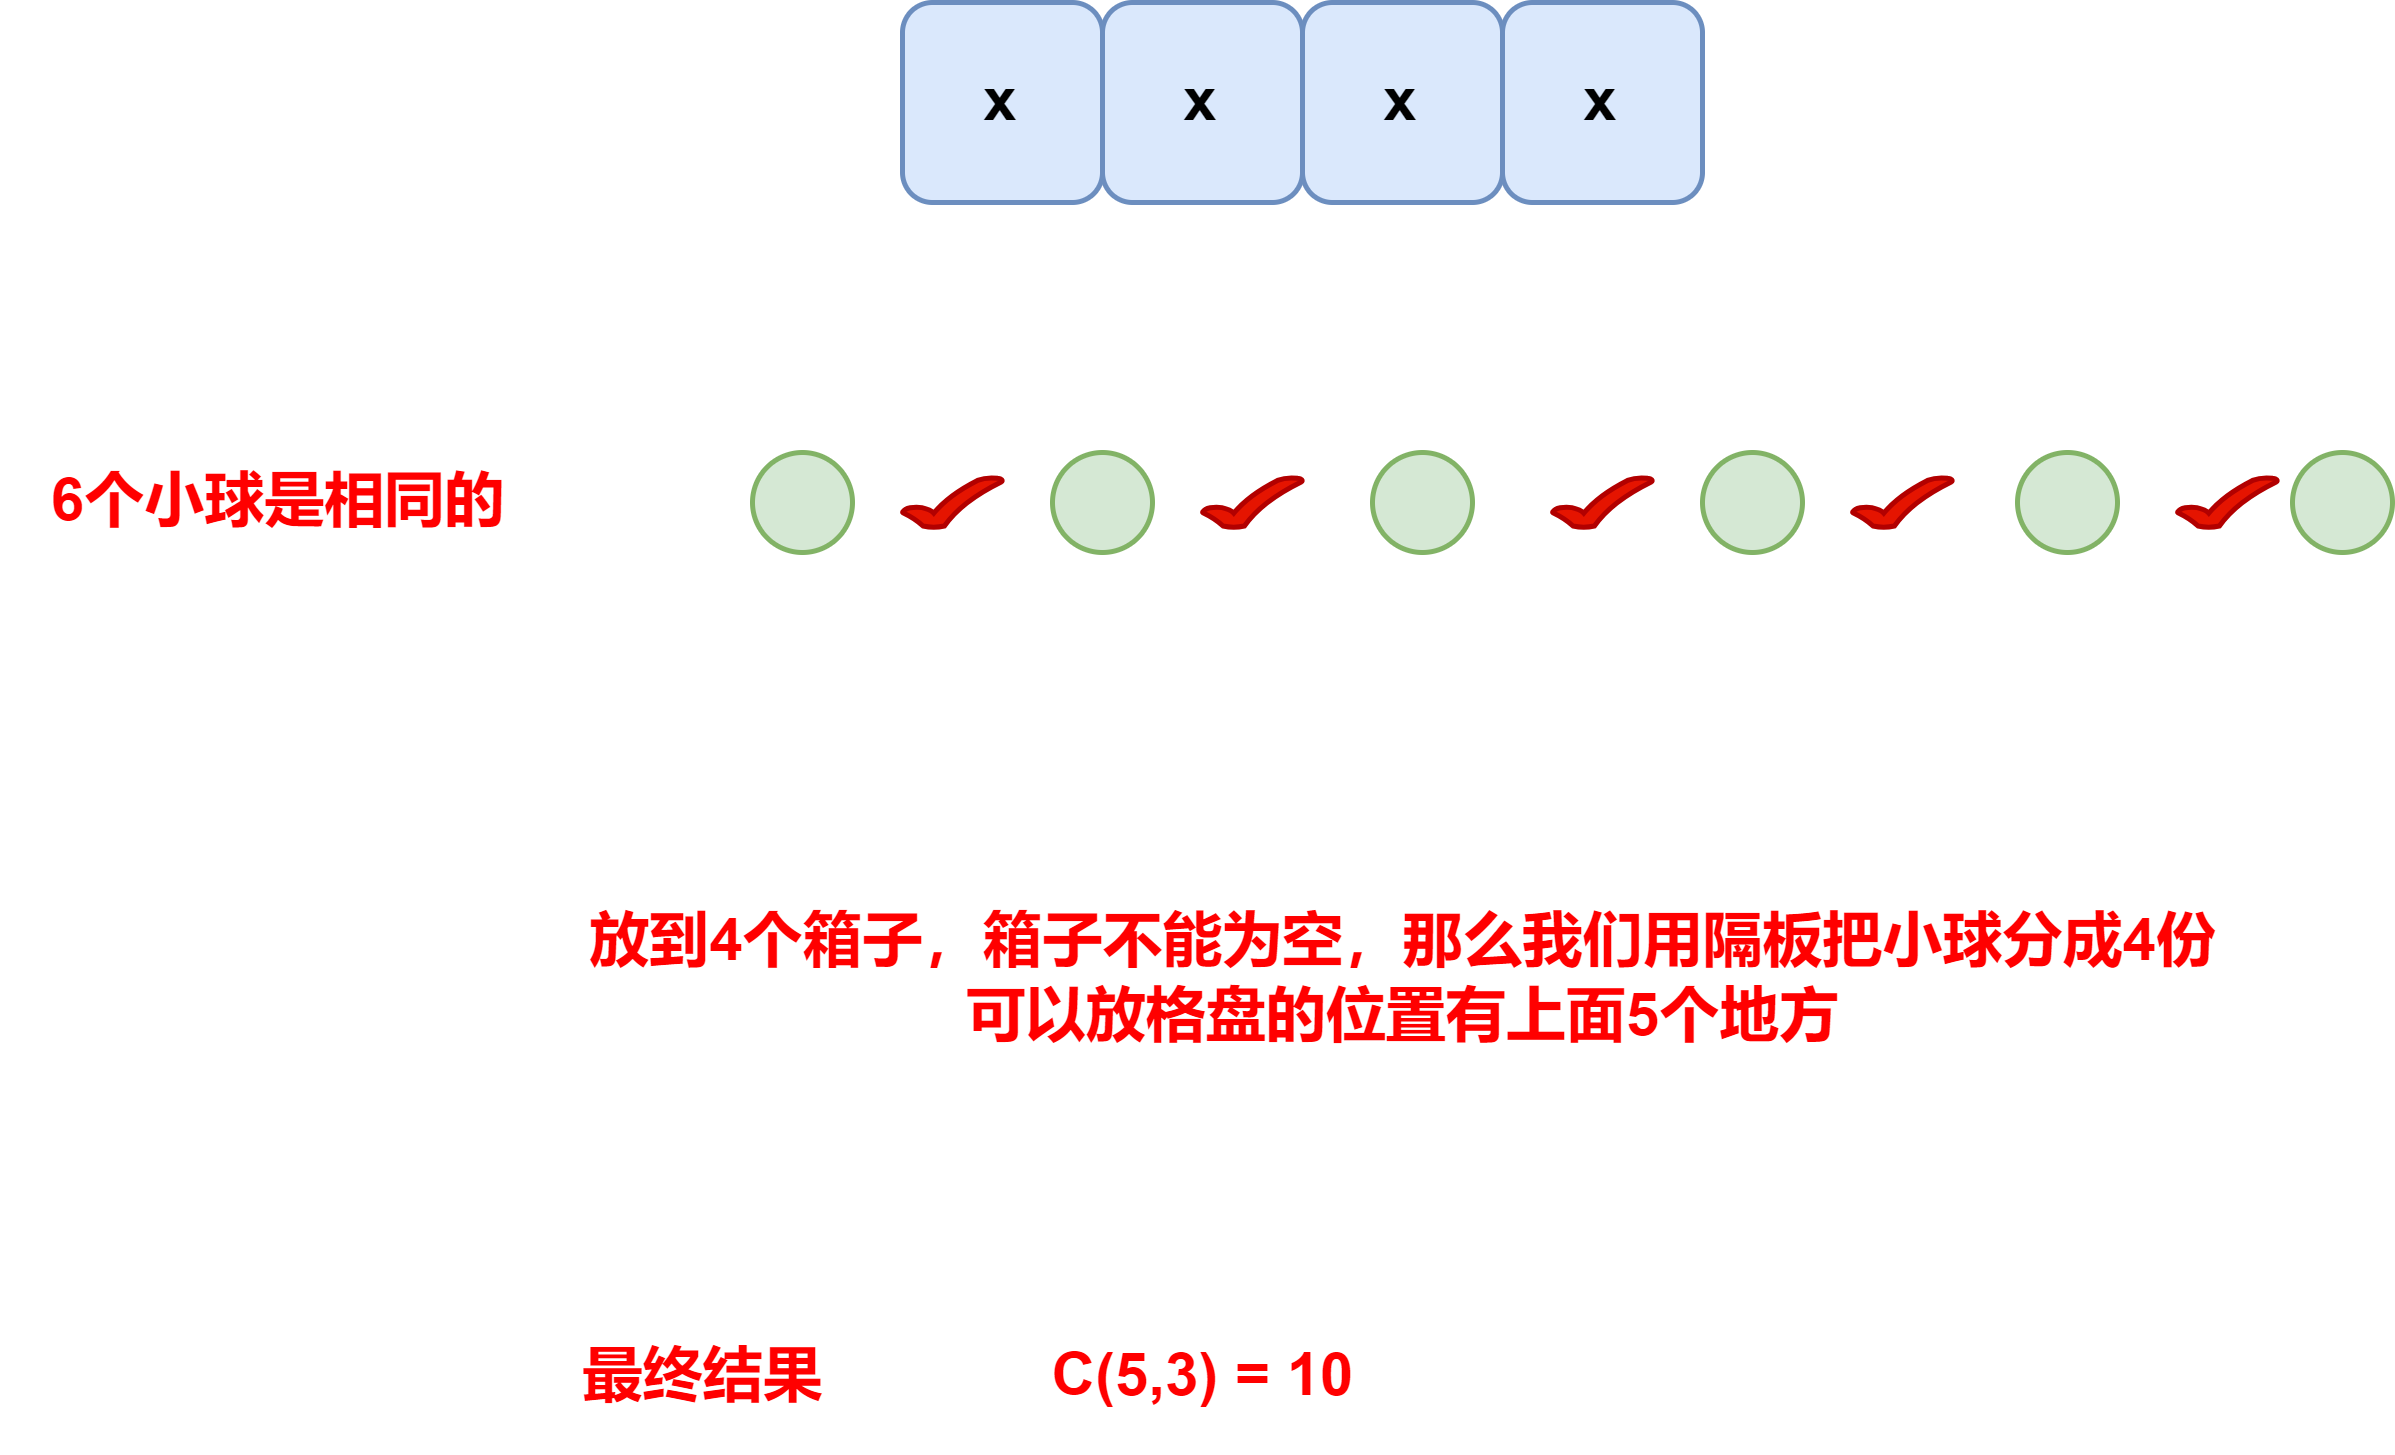 x x x x
6个小球是相同的
放到4个箱子，箱子不能为空，那么我们用隔板把小球分成4份
可以放格盘的位置有上面5个地方
最终结果 C(5,3) = 10